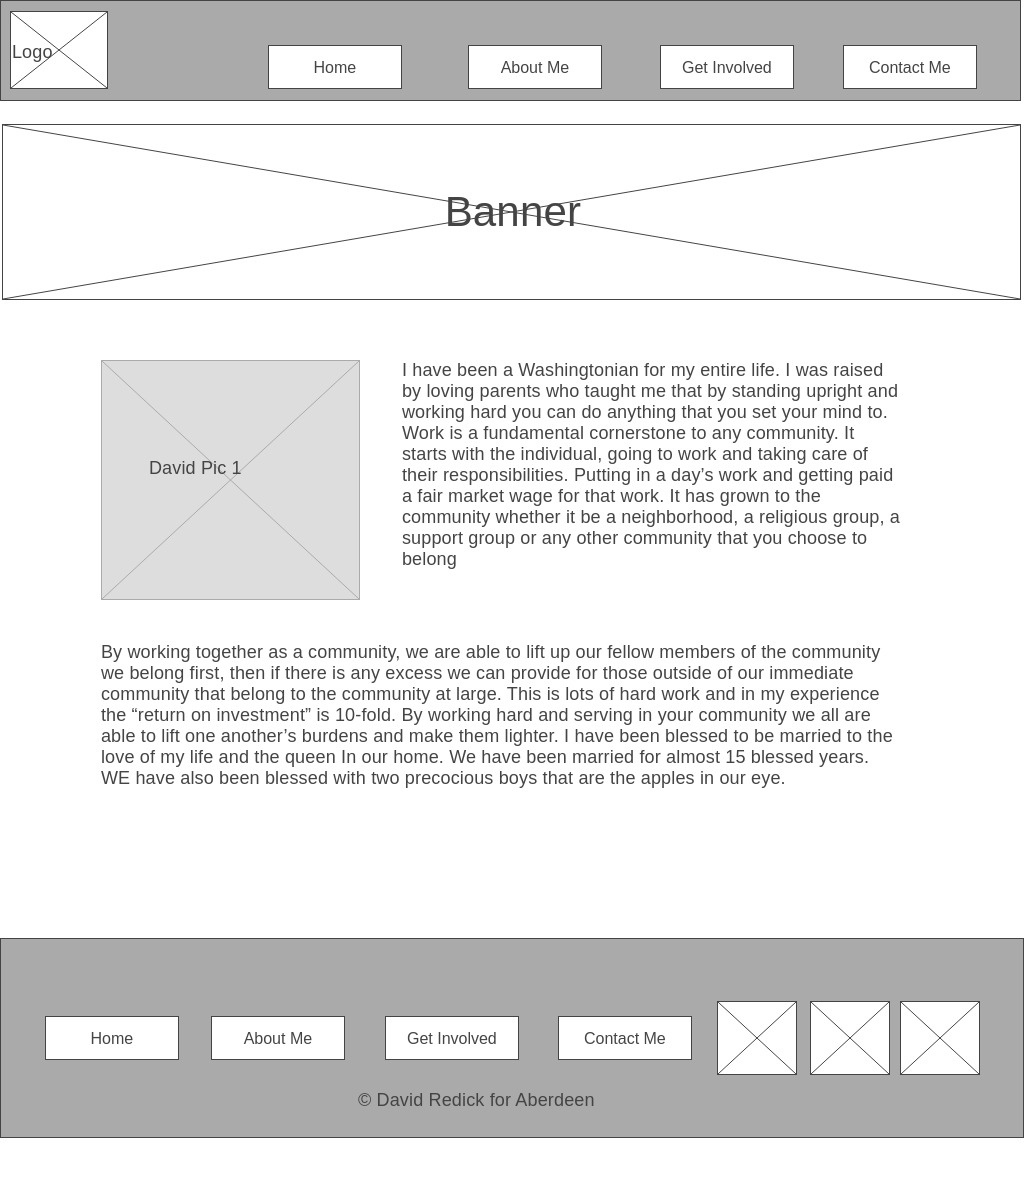 Logo
Home
About Me
Get Involved
Contact Me
Banner
David Pic 1
I have been a Washingtonian for my entire life. I was raised
by loving parents who taught me that by standing upright and
working hard you can do anything that you set your mind to.
Work is a fundamental cornerstone to any community. It
starts with the individual, going to work and taking care of
their responsibilities. Putting in a day’s work and getting paid
a fair market wage for that work. It has grown to the
community whether it be a neighborhood, a religious group, a
support group or any other community that you choose to
belong
By working together as a community, we are able to lift up our fellow members of the community
we belong first, then if there is any excess we can provide for those outside of our immediate
community that belong to the community at large. This is lots of hard work and in my experience
the “return on investment” is 10-fold. By working hard and serving in your community we all are
able to lift one another’s burdens and make them lighter. I have been blessed to be married to the
love of my life and the queen In our home. We have been married for almost 15 blessed years.
WE have also been blessed with two precocious boys that are the apples in our eye.
Home
About Me
Get Involved
Contact Me
© David Redick for Aberdeen